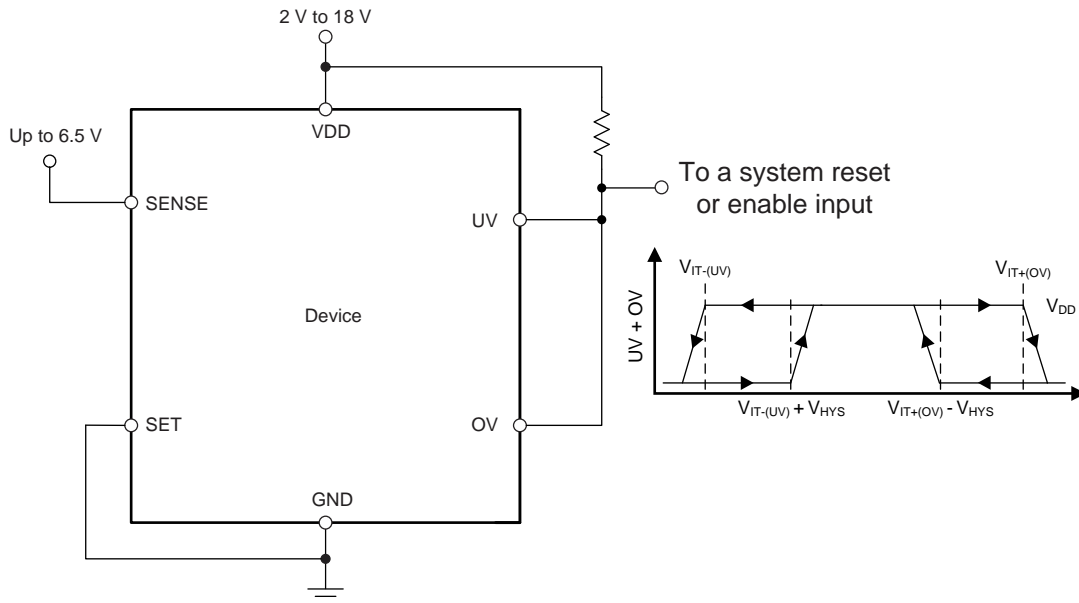 2 V to 18 V
VDD
Up to 6.5 V
SENSE
To a system reset
or enable input
UV
Device
SET
OV
GND
V_IT-(UV)
V_IT+(OV)
UV + OV
V_DD
V_IT-(UV) + V_HYS
V_IT+(OV) - V_HYS